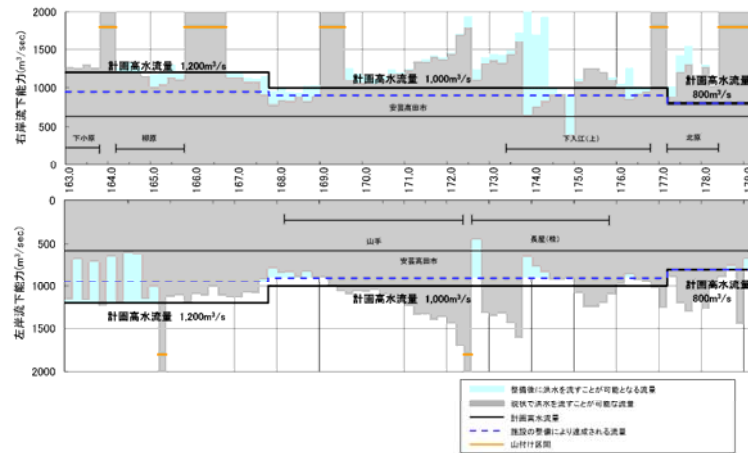 右岸流下能力(m³/sec)
2000
1500
1000
500
0
計画高水流量 1,200m³/s
計画高水流量 1,000m³/s
計画高水流量
800m³/s
安芸高田市
下小原
柳原
下入江(上)
北原
163.0
164.0
165.0
166.0
167.0
168.0
169.0
170.0
171.0
172.0
173.0
174.0
175.0
176.0
177.0
178.0
179.0
左岸流下能力(m³/sec)
0
500
1000
1500
2000
山手
長屋(桂)
安芸高田市
計画高水流量 1,200m³/s
計画高水流量 1,000m³/s
計画高水流量
800m³/s
整備後に洪水を流すことが可能となる流量
現状で洪水を流すことが可能な流量
計画高水流量
施設の整備により達成される流量
山付け区間